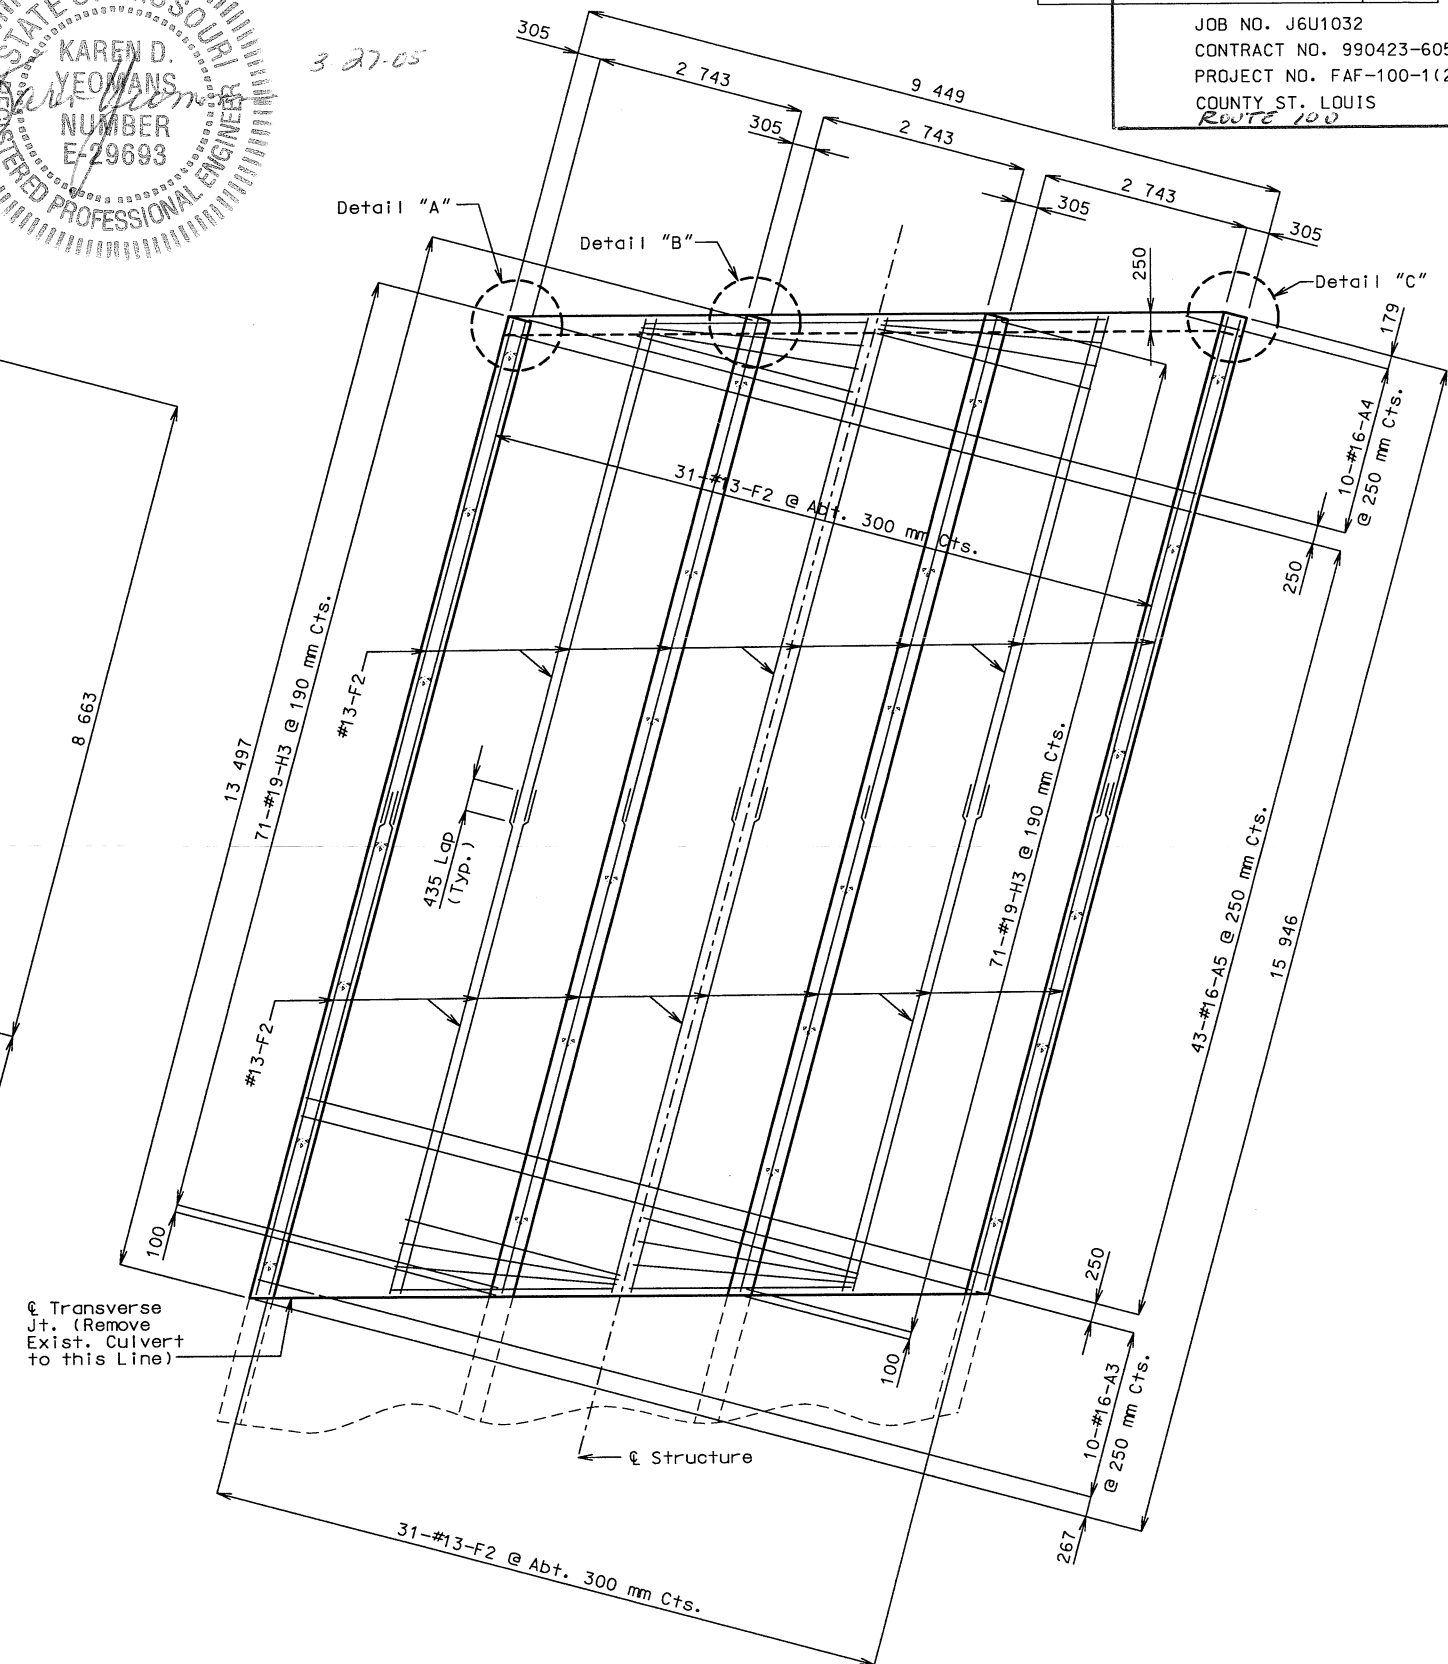 STATE OF MISSOURI
KAREN D.
YEOMANS
NUMBER
E-29693
REGISTERED PROFESSIONAL ENGINEER
3-27-05
JOB NO. J6U1032
CONTRACT NO. 990423-605
PROJECT NO. FAF-100-1(2
COUNTY ST. LOUIS
ROUTE 100
305
2 743
9 449
305
2 743
2 743
305
305
Detail "A"
Detail "B"
250
Detail "C"
179
10-#16-A4
@ 250 mm Cts.
31-#13-F2 @ Abt. 300 mm Cts.
250
8 663
13 497
71-#19-H3 @ 190 mm Cts.
#13-F2
435 Lap
(Typ.)
71-#19-H3 @ 190 mm Cts.
43-#16-A5 @ 250 mm Cts.
15 946
#13-F2
100
250
℄ Transverse
Jt. (Remove
Exist. Culvert
to this Line)
100
10-#16-A3
@ 250 mm Cts.
℄ Structure
267
31-#13-F2 @ Abt. 300 mm Cts.